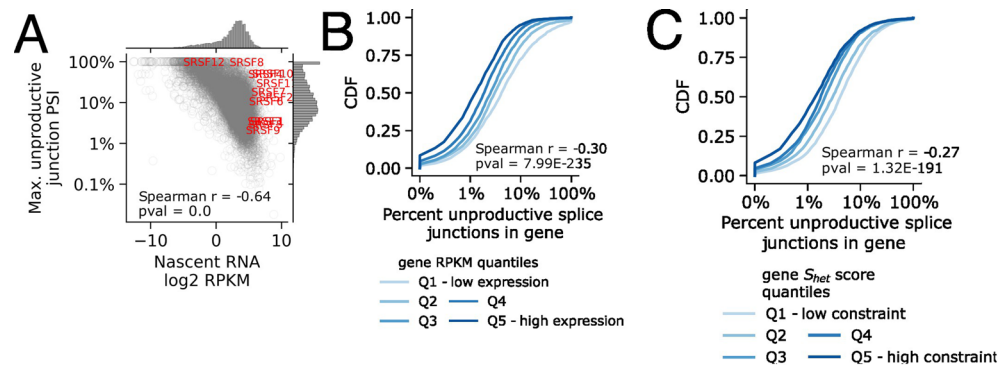 A
SRSF12 SRSF8
SRSF10
SRSF1
SRSF7
SRSF2
SRSF6
SRSF9
100%
10%
1%
0.1%
Max. unproductive
junction PSI
Spearman r = -0.64
pval = 0.0
−10 0 10
Nascent RNA
log2 RPKM
B
1.00
0.75
0.50
0.25
0.00
CDF
Spearman r = -0.30
pval = 7.99E-235
0% 1% 10% 100%
Percent unproductive splice
junctions in gene
gene RPKM quantiles
Q1 - low expression
Q2 Q4
Q3 Q5 - high expression
C
1.00
0.75
0.50
0.25
0.00
CDF
Spearman r = -0.27
pval = 1.32E-191
0% 1% 10% 100%
Percent unproductive splice
junctions in gene
gene Shet score
quantiles
Q1 - low constraint
Q2 Q4
Q3 Q5 - high constraint